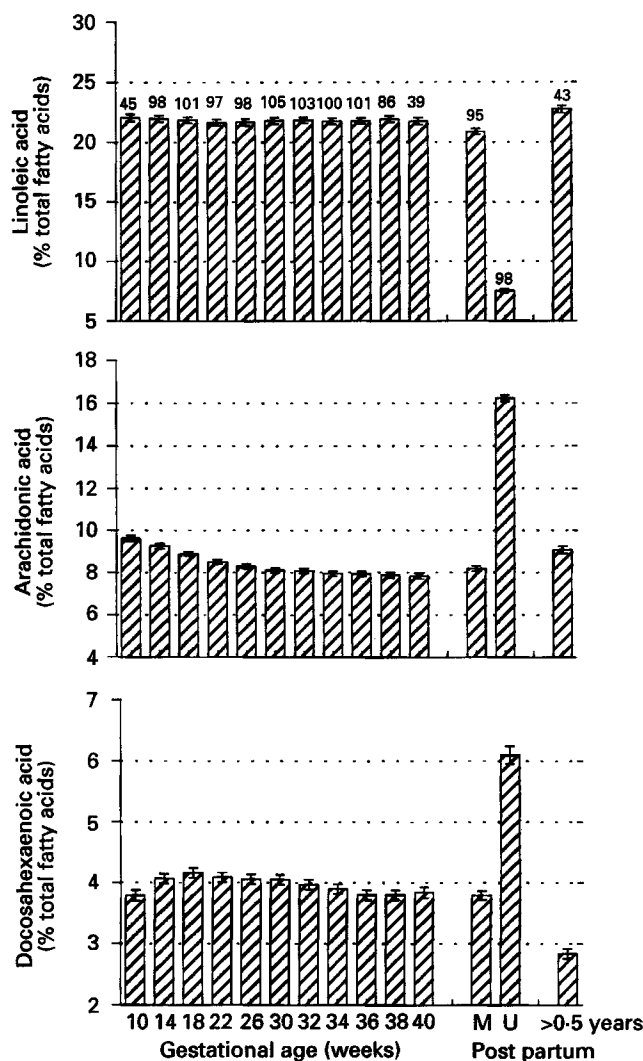 30
25
20
15
10
5
Linoleic acid
(% total fatty acids)
45 98 101 97 98 105 103 100 101 86 39 95 98 43
18
16
14
12
10
8
6
4
Arachidonic acid
(% total fatty acids)
7
6
5
4
3
2
Docosahexaenoic acid
(% total fatty acids)
10 14 18 22 26 30 32 34 36 38 40 M U >0·5 years
Gestational age (weeks) Post partum